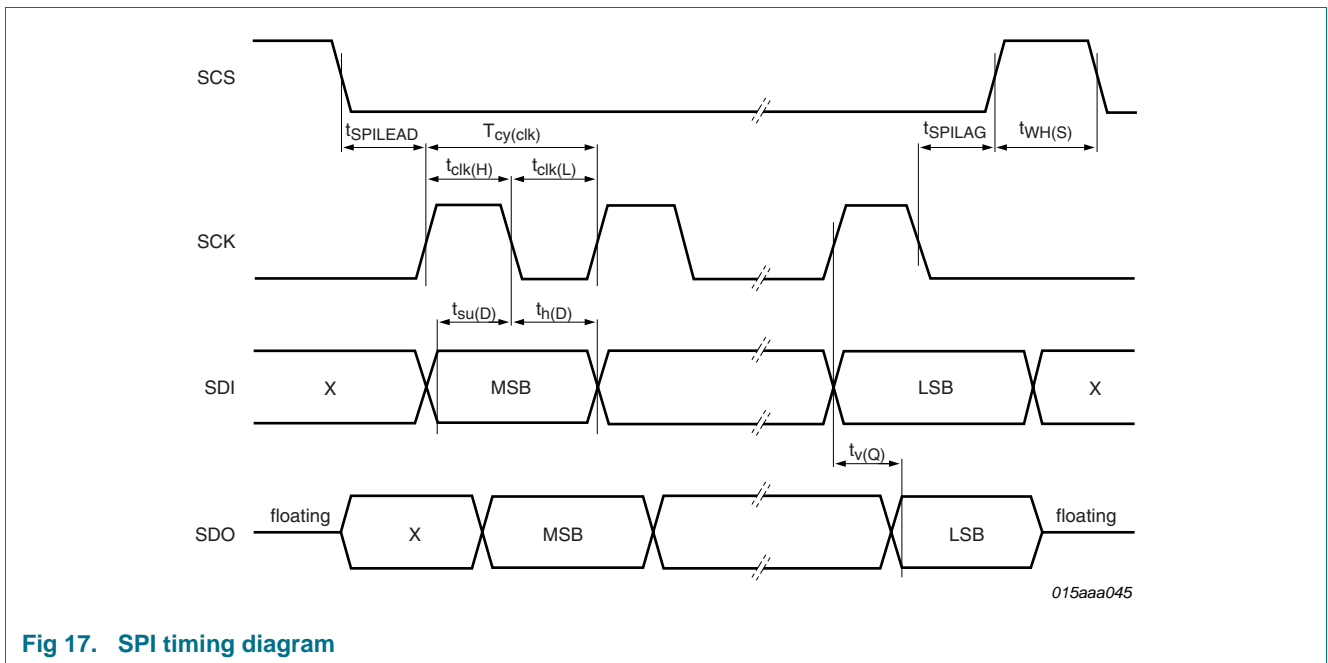 SCS
tSPILEAD
Tcy(clk)
tSPILAG
tWH(S)
tclk(H)
tclk(L)
SCK
tsu(D)
th(D)
SDI
X
MSB
LSB
X
tv(Q)
SDO
floating
X
MSB
LSB
floating
015aaa045
Fig 17. SPI timing diagram